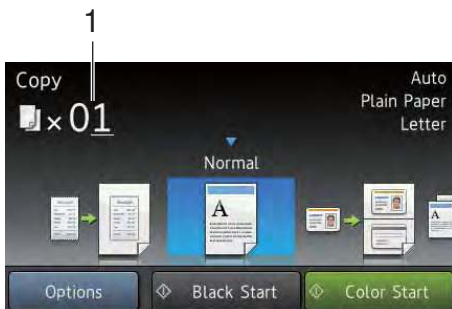 1
Copy
Auto
×01
Plain Paper
Letter
Normal
A
A
Options
Black Start
Color Start